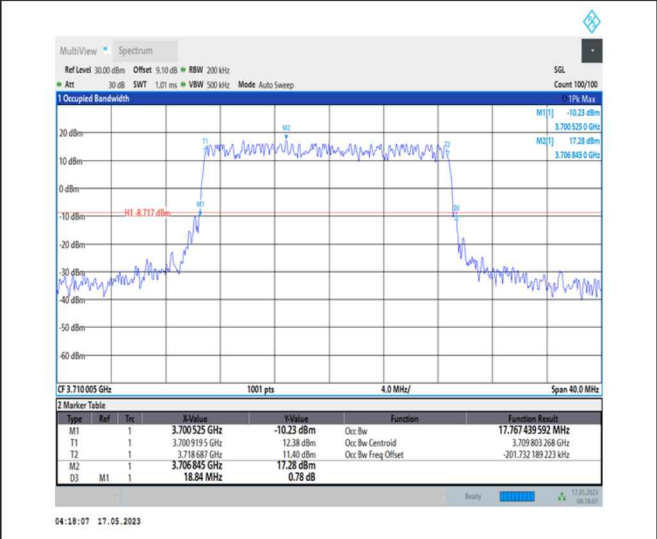 MultiView Spectrum
Ref Level 30.00 dBm Offset 9.10 dB RBW 200 kHz SGL
Att 30 dB SWT 1.01 ms VBW 500 kHz Mode Auto Sweep Count 100/100
1 Occupied Bandwidth 1Pk Max
M1[1] -10.23 dBm
3.700 525 0 GHz
M2[1] 17.28 dBm
3.706 845 0 GHz
M2
20 dBm
T1
T2
10 dBm
0 dBm
M1
D3
H1 -8.717 dBm
-10 dBm
-20 dBm
-30 dBm
-40 dBm
-50 dBm
-60 dBm
CF 3.710 005 GHz 1001 pts 4.0 MHz/ Span 40.0 MHz
2 Marker Table
Type Ref Trc X-Value Y-Value Function Function Result
M1 1 3.700 525 GHz -10.23 dBm Occ Bw 17.767 439 592 MHz
T1 1 3.700 919 5 GHz 12.38 dBm Occ Bw Centroid 3.709 803 268 GHz
T2 1 3.718 687 GHz 11.40 dBm Occ Bw Freq Offset -201.732 189 223 kHz
M2 1 3.706 845 GHz 17.28 dBm
D3 M1 1 18.84 MHz 0.78 dB
Ready 17.05.2023
04:18:07
04:18:07 17.05.2023